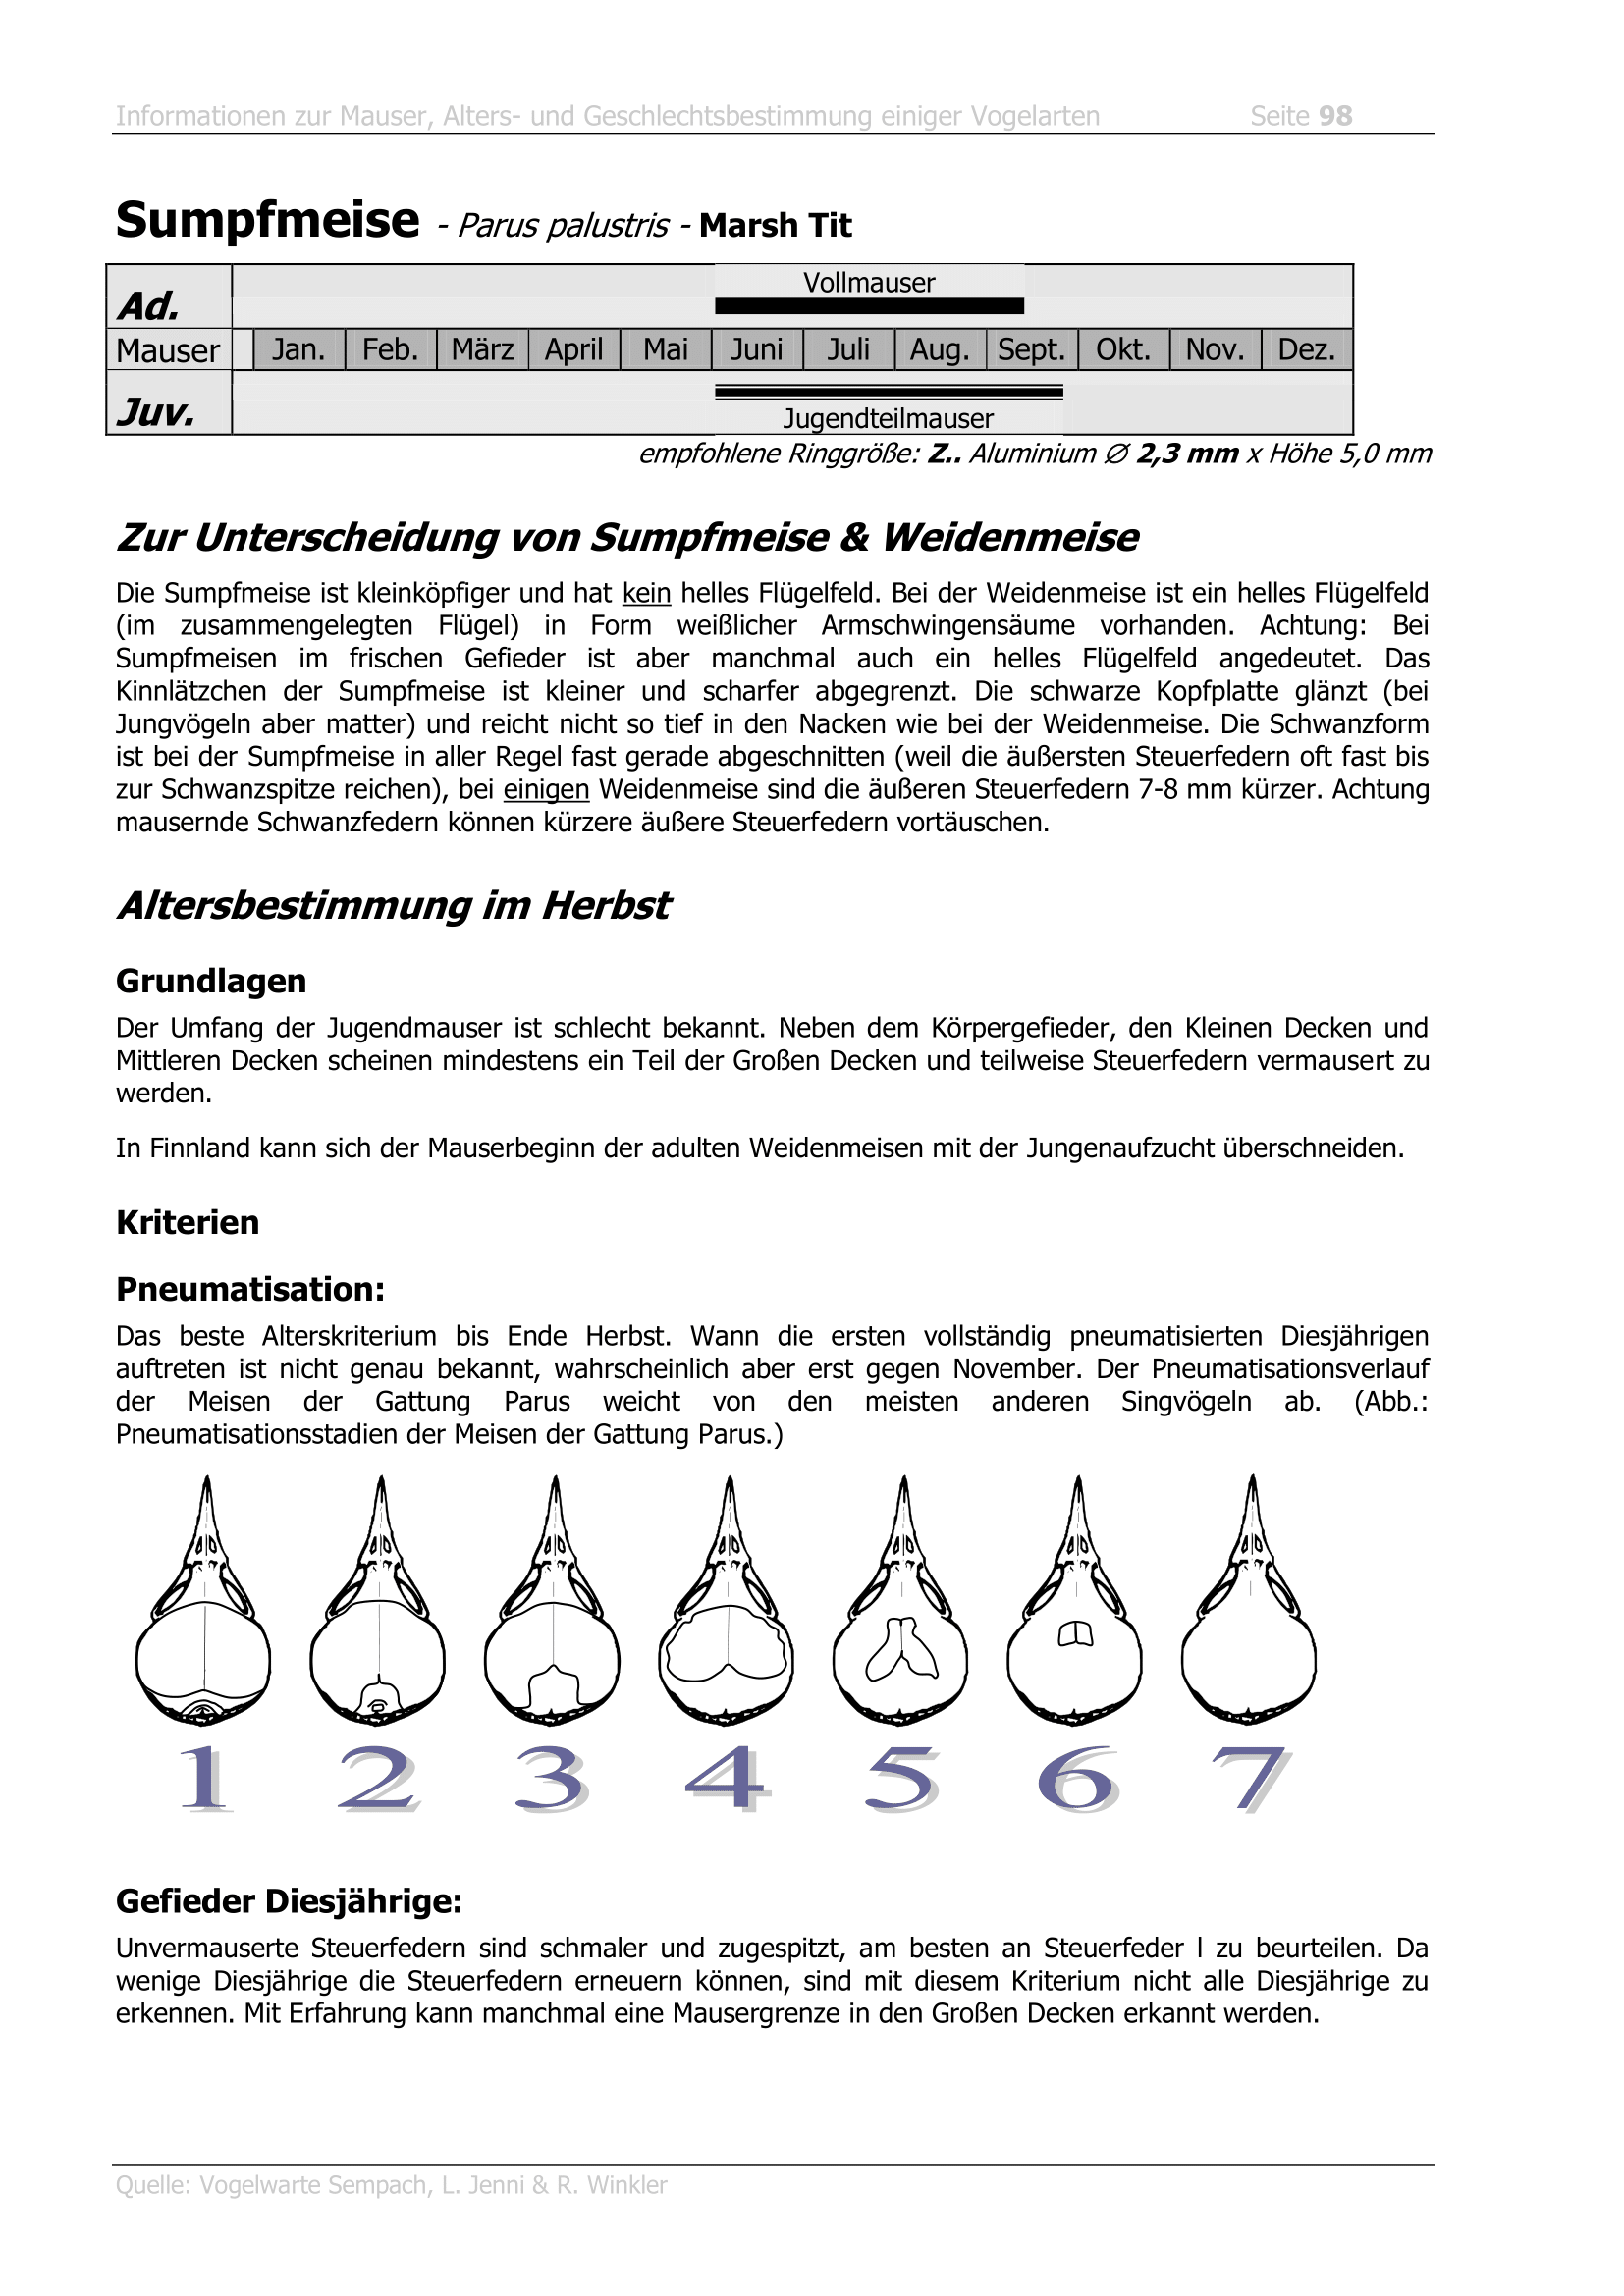 Informationen zur Mauser, Alters- und Geschlechtsbestimmung einiger Vogelarten Seite 98
Sumpfmeise - Parus palustris - Marsh Tit
Vollmauser
Ad.
Mauser Jan. Feb. März April Mai Juni Juli Aug. Sept. Okt. Nov. Dez.
Juv.
Jugendteilmauser
empfohlene Ringgröße: Z.. Aluminium ∅ 2,3 mm x Höhe 5,0 mm
Zur Unterscheidung von Sumpfmeise & Weidenmeise
Die Sumpfmeise ist kleinköpfiger und hat kein helles Flügelfeld. Bei der Weidenmeise ist ein helles Flügelfeld
(im zusammengelegten Flügel) in Form weißlicher Armschwingensäume vorhanden. Achtung: Bei
Sumpfmeisen im frischen Gefieder ist aber manchmal auch ein helles Flügelfeld angedeutet. Das
Kinnlätzchen der Sumpfmeise ist kleiner und scharfer abgegrenzt. Die schwarze Kopfplatte glänzt (bei
Jungvögeln aber matter) und reicht nicht so tief in den Nacken wie bei der Weidenmeise. Die Schwanzform
ist bei der Sumpfmeise in aller Regel fast gerade abgeschnitten (weil die äußersten Steuerfedern oft fast bis
zur Schwanzspitze reichen), bei einigen Weidenmeise sind die äußeren Steuerfedern 7-8 mm kürzer. Achtung
mausernde Schwanzfedern können kürzere äußere Steuerfedern vortäuschen.
Altersbestimmung im Herbst
Grundlagen
Der Umfang der Jugendmauser ist schlecht bekannt. Neben dem Körpergefieder, den Kleinen Decken und
Mittleren Decken scheinen mindestens ein Teil der Großen Decken und teilweise Steuerfedern vermausert zu
werden.
In Finnland kann sich der Mauserbeginn der adulten Weidenmeisen mit der Jungenaufzucht überschneiden.
Kriterien
Pneumatisation:
Das beste Alterskriterium bis Ende Herbst. Wann die ersten vollständig pneumatisierten Diesjährigen
auftreten ist nicht genau bekannt, wahrscheinlich aber erst gegen November. Der Pneumatisationsverlauf
der Meisen der Gattung Parus weicht von den meisten anderen Singvögeln ab. (Abb.:
Pneumatisationsstadien der Meisen der Gattung Parus.)
1 2 3 4 5 6 7
Gefieder Diesjährige:
Unvermauserte Steuerfedern sind schmaler und zugespitzt, am besten an Steuerfeder l zu beurteilen. Da
wenige Diesjährige die Steuerfedern erneuern können, sind mit diesem Kriterium nicht alle Diesjährige zu
erkennen. Mit Erfahrung kann manchmal eine Mausergrenze in den Großen Decken erkannt werden.
Quelle: Vogelwarte Sempach, L. Jenni & R. Winkler